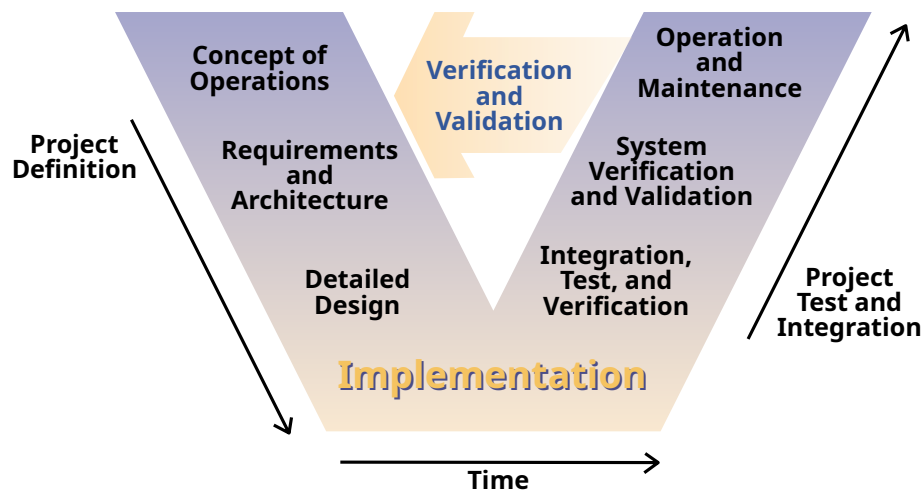 Concept of
Operations
Verification
and
Validation
Operation
and
Maintenance
Project
Definition
Requirements
and
Architecture
System
Verification
and Validation
Detailed
Design
Integration,
Test, and
Verification
Project
Test and
Integration
Implementation
Time